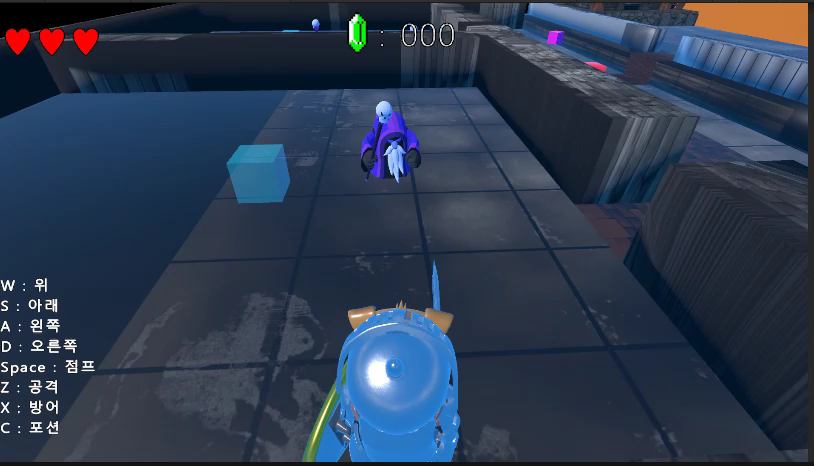 : 000
W : 위
S : 아래
A : 왼쪽
D : 오른쪽
Space : 점프
Z : 공격
X : 방어
C : 포션